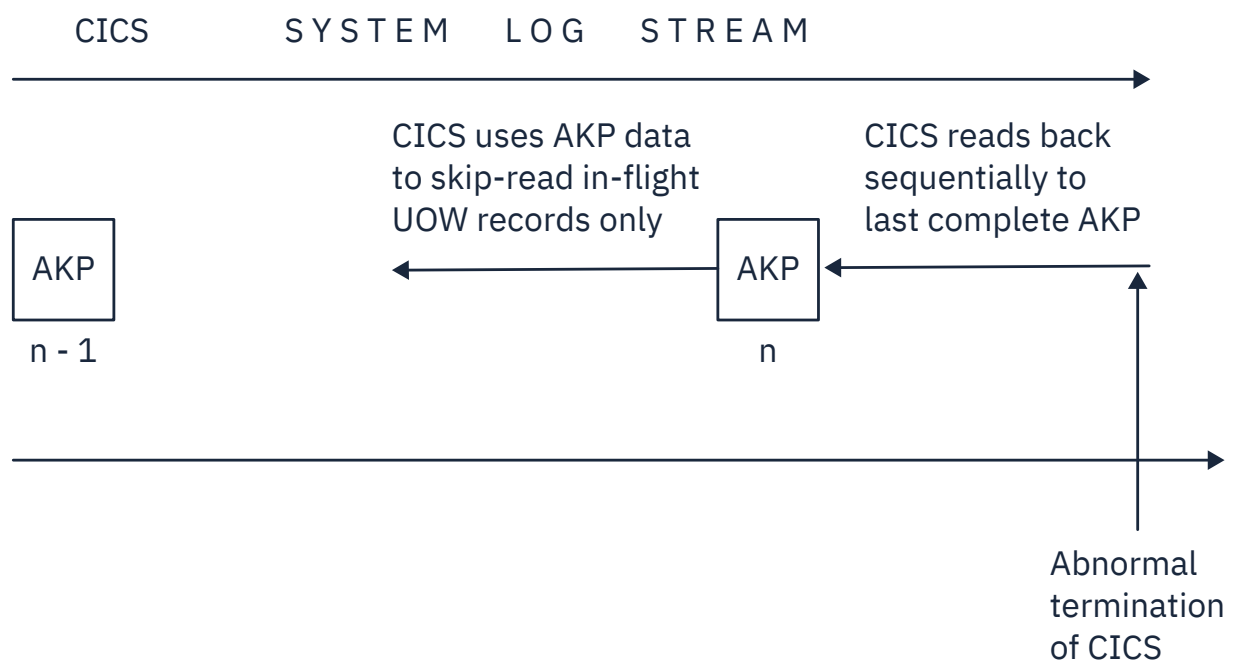 CICS SYSTEM LOG STREAM
CICS uses AKP data
to skip-read in-flight
UOW records only
CICS reads back
sequentially to
last complete AKP
AKP
AKP
n - 1
n
Abnormal
termination
of CICS